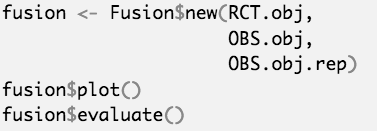 fusion <- Fusion$new(RCT.obj,
                     OBS.obj,
                     OBS.obj.rep)
fusion$plot()
fusion$evaluate()